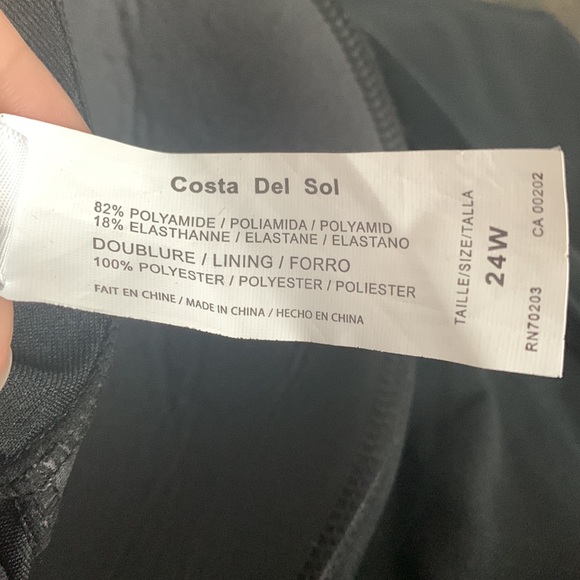 Costa Del Sol
82% POLYAMIDE / POLIAMIDA / POLYAMID
18% ELASTHANNE / ELASTANE / ELASTANO
DOUBLURE / LINING / FORRO
100% POLYESTER / POLYESTER / POLIESTER
FAIT EN CHINE / MADE IN CHINA / HECHO EN CHINA
TAILLE/SIZE/TALLA
24W
RN70203 CA 00202